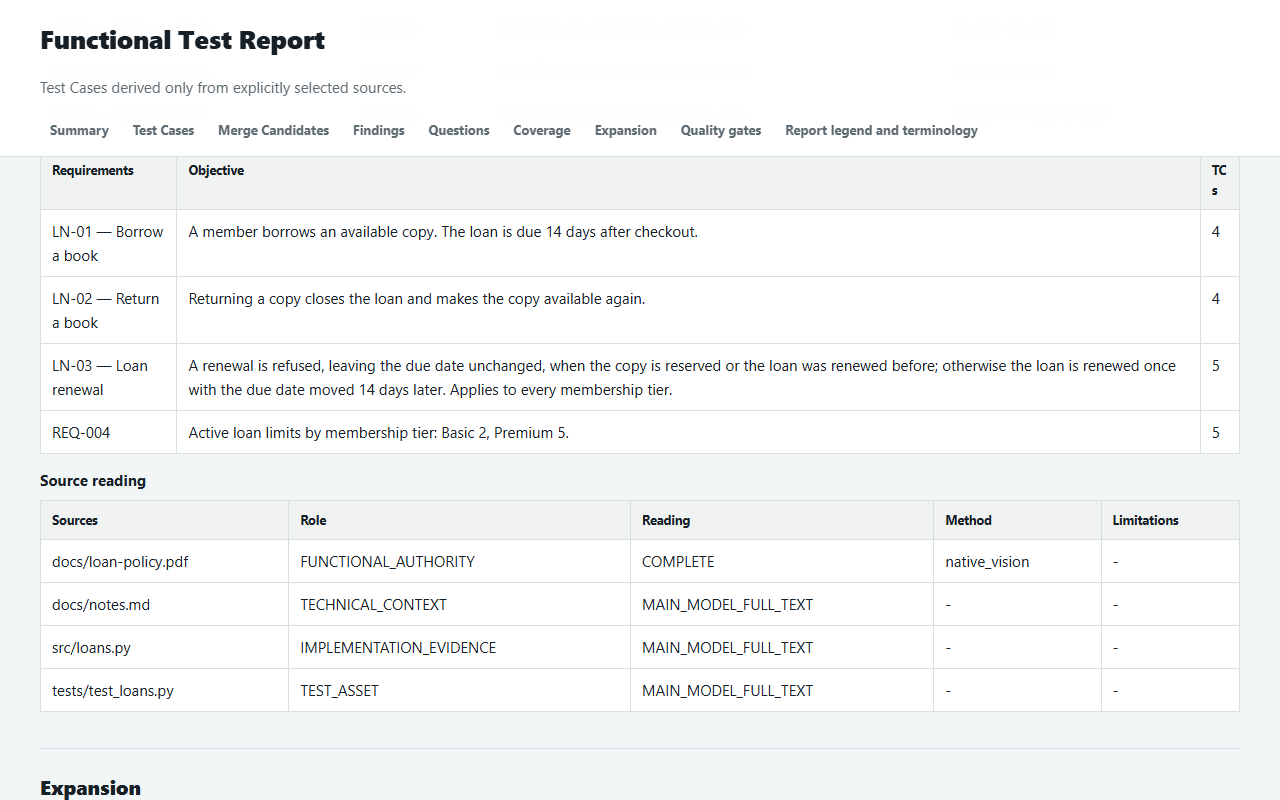 Functional Test Report
Test Cases derived only from explicitly selected sources.
Summary Test Cases Merge Candidates Findings Questions Coverage Expansion Quality gates Report legend and terminology
Requirements Objective TC
s
LN-01 — Borrow A member borrows an available copy. The loan is due 14 days after checkout. 4
a book
LN-02 — Return Returning a copy closes the loan and makes the copy available again. 4
a book
LN-03 — Loan A renewal is refused, leaving the due date unchanged, when the copy is reserved or the loan was renewed before; otherwise the loan is renewed once 5
renewal with the due date moved 14 days later. Applies to every membership tier.
REQ-004 Active loan limits by membership tier: Basic 2, Premium 5. 5
Source reading
Sources Role Reading Method Limitations
docs/loan-policy.pdf FUNCTIONAL_AUTHORITY COMPLETE native_vision -
docs/notes.md TECHNICAL_CONTEXT MAIN_MODEL_FULL_TEXT - -
src/loans.py IMPLEMENTATION_EVIDENCE MAIN_MODEL_FULL_TEXT - -
tests/test_loans.py TEST_ASSET MAIN_MODEL_FULL_TEXT - -
Expansion